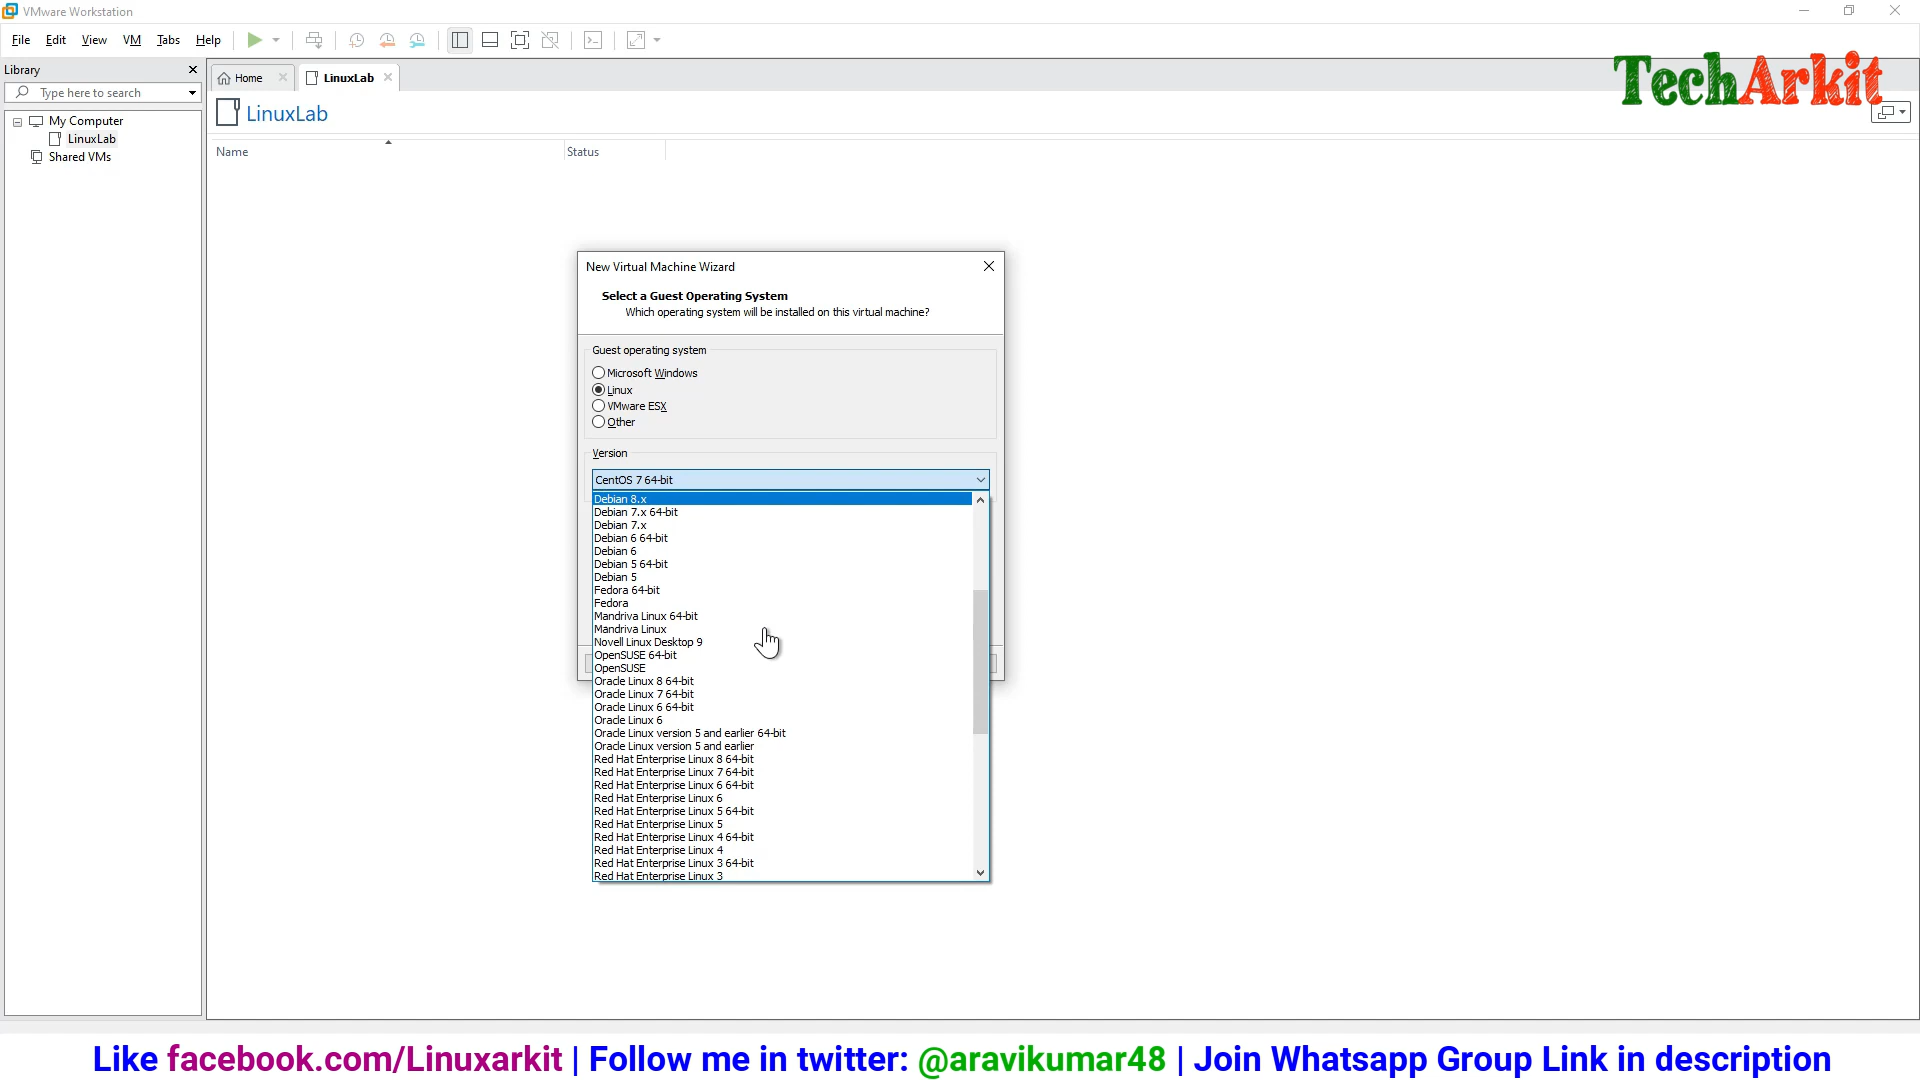 VMware Workstation
File Edit View VM Tabs Help
Library
Type here to search
My Computer
LinuxLab
Shared VMs
Home
LinuxLab
TechArkit
LinuxLab
Name Status
New Virtual Machine Wizard
Select a Guest Operating System
Which operating system will be installed on this virtual machine?
Guest operating system
Microsoft Windows
Linux
VMware ESX
Other
Version
CentOS 7 64-bit
Debian 8.x
Debian 7.x 64-bit
Debian 7.x
Debian 6 64-bit
Debian 6
Debian 5 64-bit
Debian 5
Fedora 64-bit
Fedora
Mandriva Linux 64-bit
Mandriva Linux
Novell Linux Desktop 9
OpenSUSE 64-bit
OpenSUSE
Oracle Linux 8 64-bit
Oracle Linux 7 64-bit
Oracle Linux 6 64-bit
Oracle Linux 6
Oracle Linux version 5 and earlier 64-bit
Oracle Linux version 5 and earlier
Red Hat Enterprise Linux 8 64-bit
Red Hat Enterprise Linux 7 64-bit
Red Hat Enterprise Linux 6 64-bit
Red Hat Enterprise Linux 6
Red Hat Enterprise Linux 5 64-bit
Red Hat Enterprise Linux 5
Red Hat Enterprise Linux 4 64-bit
Red Hat Enterprise Linux 4
Red Hat Enterprise Linux 3 64-bit
Red Hat Enterprise Linux 3
Like facebook.com/Linuxarkit | Follow me in twitter: @aravikumar48 | Join Whatsapp Group Link in description